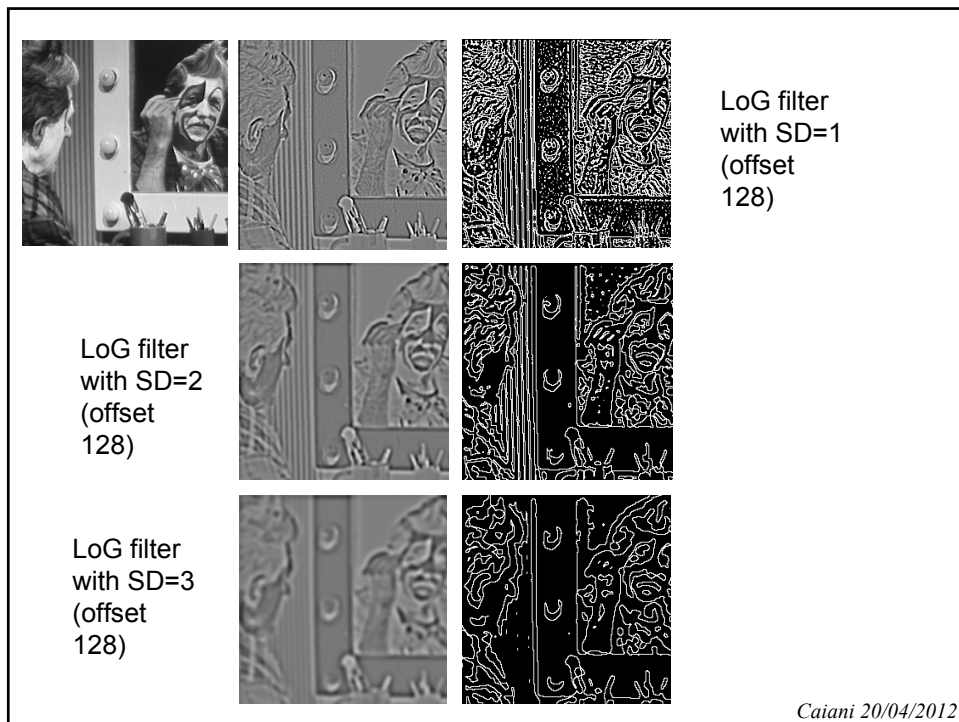 LoG filter
with SD=1
(offset
128)
LoG filter
with SD=2
(offset
128)
LoG filter
with SD=3
(offset
128)
Caiani 20/04/2012